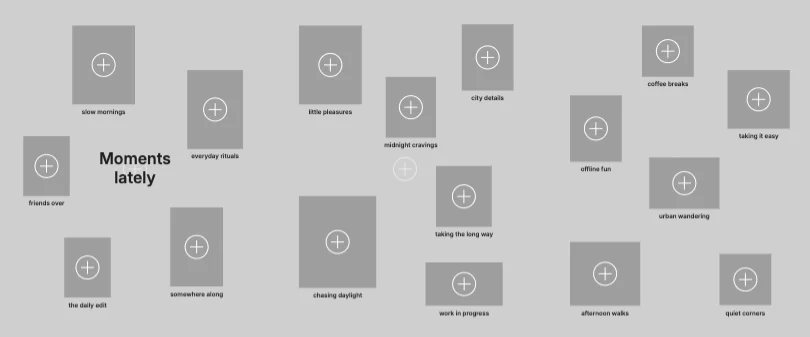 slow mornings
everyday rituals
friends over
Moments
lately
the daily edit
somewhere along
little pleasures
city details
midnight cravings
taking the long way
chasing daylight
work in progress
coffee breaks
taking it easy
offline fun
urban wandering
afternoon walks
quiet corners